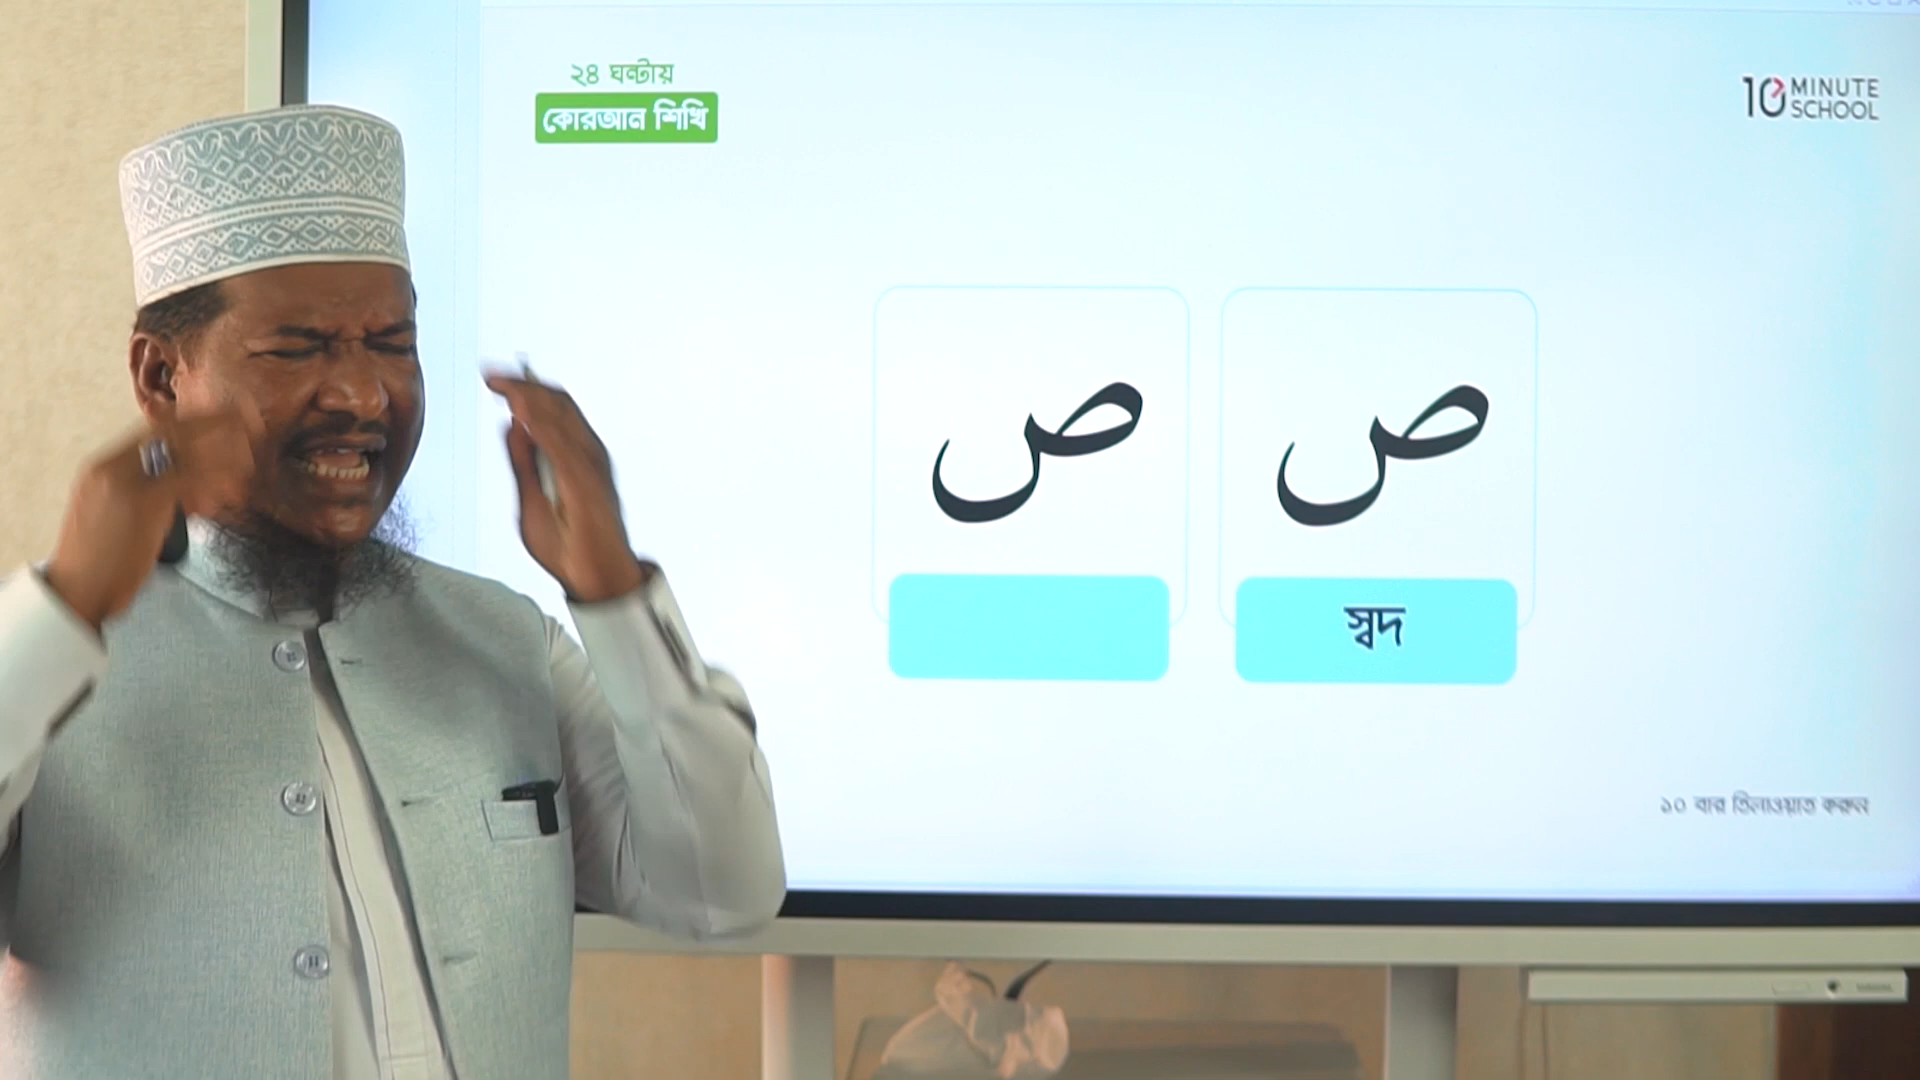 ২৪ ঘন্টায়
কোরআন শিখি
10 MINUTE
SCHOOL
ص ص
স্বদ
১০ বার তিলাওয়াত করুন